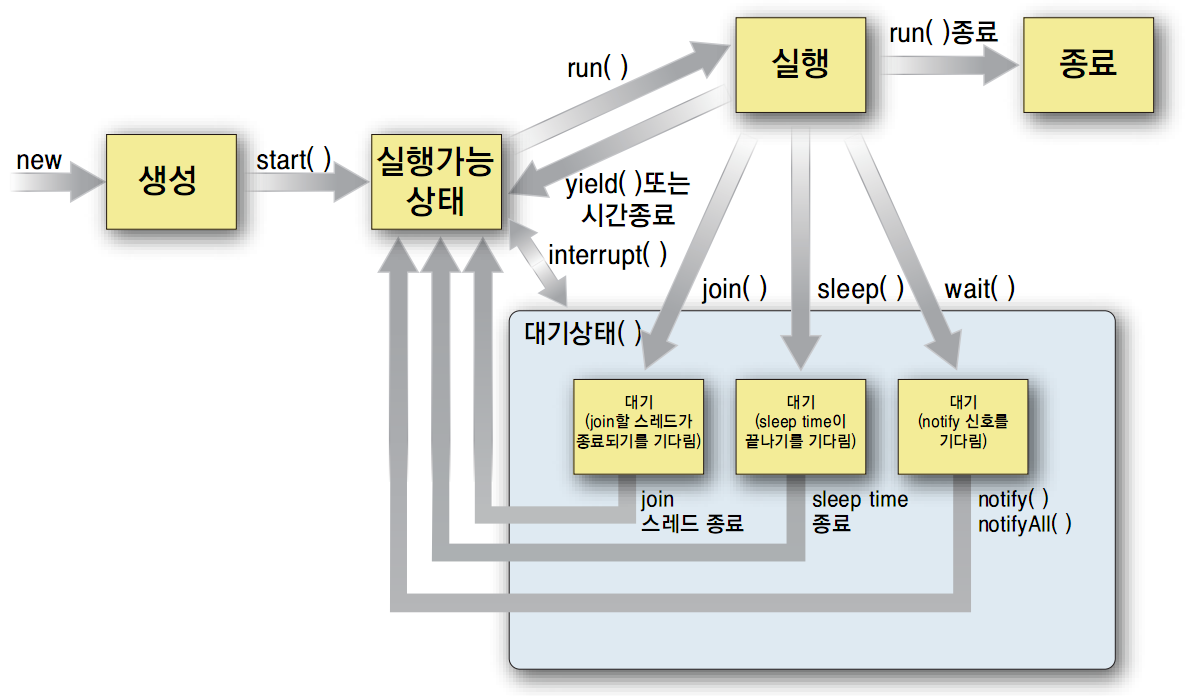 new
생성
start( )
실행가능
상태
run( )
실행
run( )종료
종료
yield( )또는
시간종료
interrupt( )
join( )
sleep( )
wait( )
대기상태( )
대기
(join할 스레드가
종료되기를 기다림)
대기
(sleep time이
끝나기를 기다림)
대기
(notify 신호를
기다림)
join
스레드 종료
sleep time
종료
notify( )
notifyAll( )